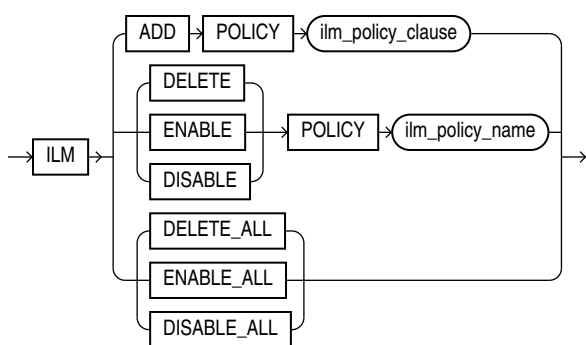 ADD POLICY ilm_policy_clause
DELETE
ENABLE
DISABLE
POLICY ilm_policy_name
ILM
DELETE_ALL
ENABLE_ALL
DISABLE_ALL